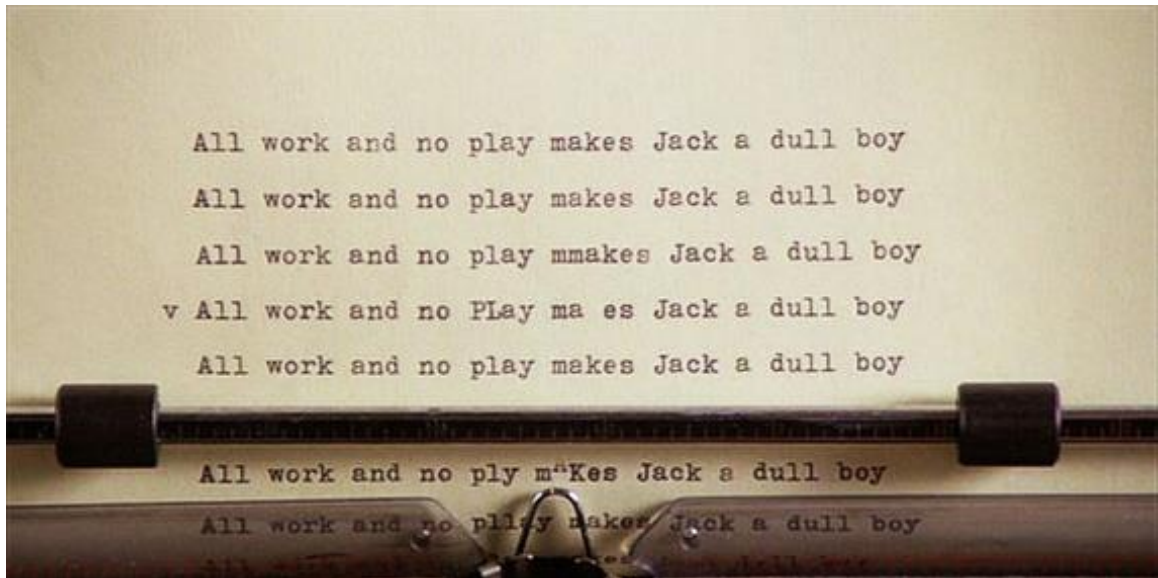 All work and no play makes Jack a dull boy
All work and no play makes Jack a dull boy
All work and no play mmakes Jack a dull boy
v All work and no PLay ma es Jack a dull boy
All work and no play makes Jack a dull boy
All work and no ply m^Kes Jack a dull boy
All work and no pllay makes Jack a dull boy
All